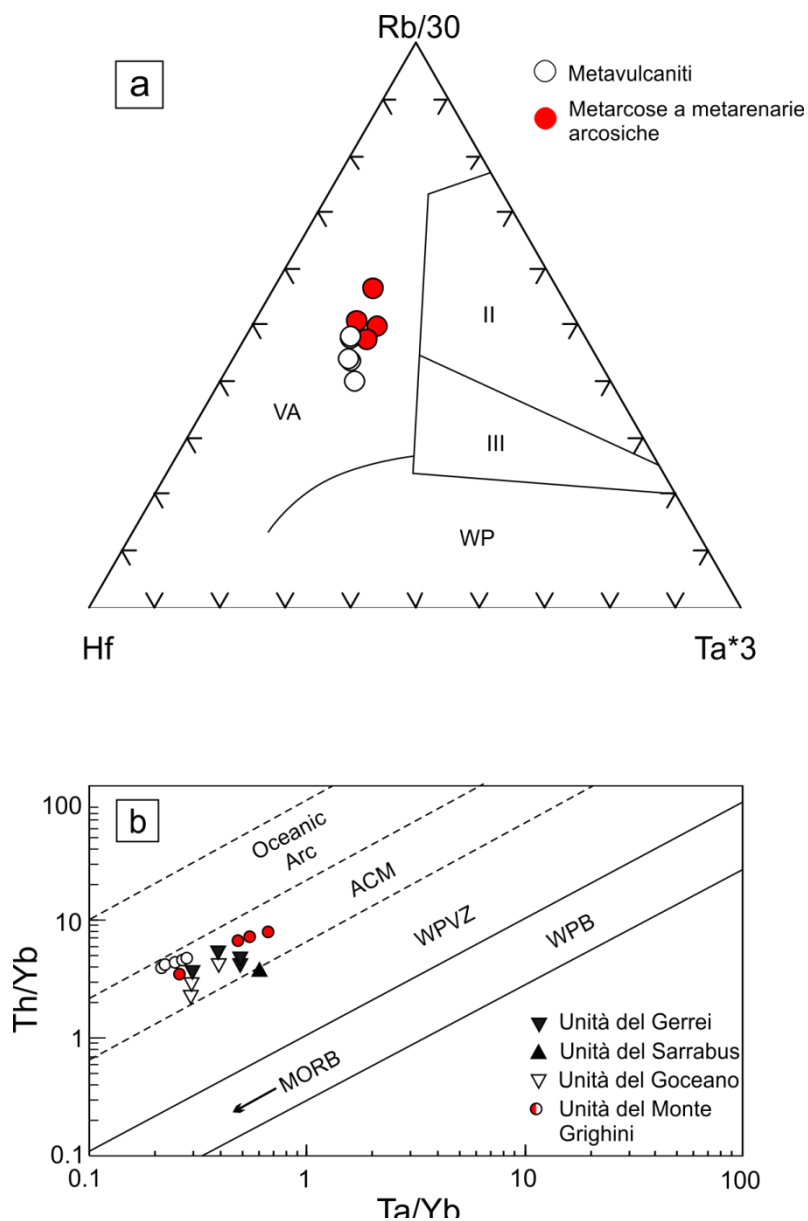 Rb/30
a
Metavulcaniti
Metarcose a metarenarie
arcosiche
II
VA
III
WP
Hf
Ta*3
100
b
Oceanic
Arc
ACM
10
WPVZ
WPB
Th/Yb
Unità del Gerrei
1
Unità del Sarrabus
MORB
Unità del Goceano
Unità del Monte
Grighini
0.1
0.1
1
10
100
Ta/Yb